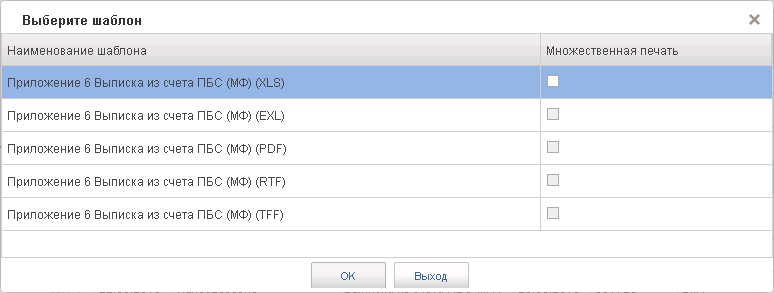 Выберите шаблон
Наименование шаблона Множественная печать
Приложение 6 Выписка из счета ПБС (МФ) (XLS)
Приложение 6 Выписка из счета ПБС (МФ) (EXL)
Приложение 6 Выписка из счета ПБС (МФ) (PDF)
Приложение 6 Выписка из счета ПБС (МФ) (RTF)
Приложение 6 Выписка из счета ПБС (МФ) (TFF)
ОК Выход